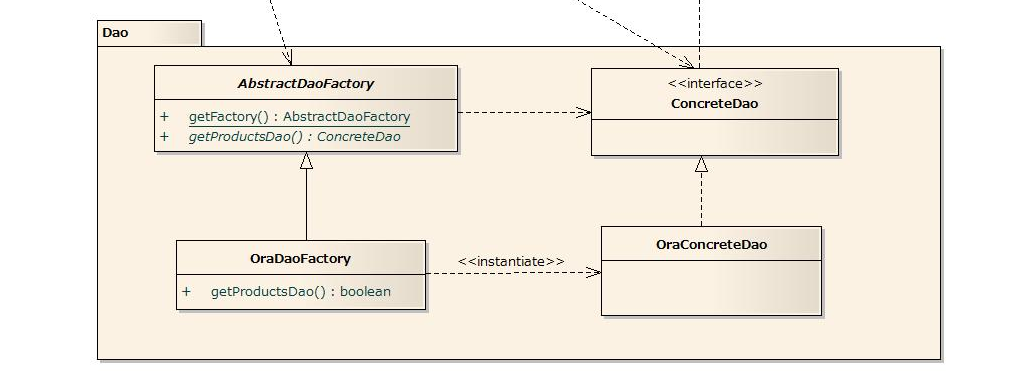 Dao
AbstractDaoFactory
+ getFactory() : AbstractDaoFactory
+ getProductsDao() : ConcreteDao
<<interface>>
ConcreteDao
OraDaoFactory
+ getProductsDao() : boolean
<<instantiate>>
OraConcreteDao